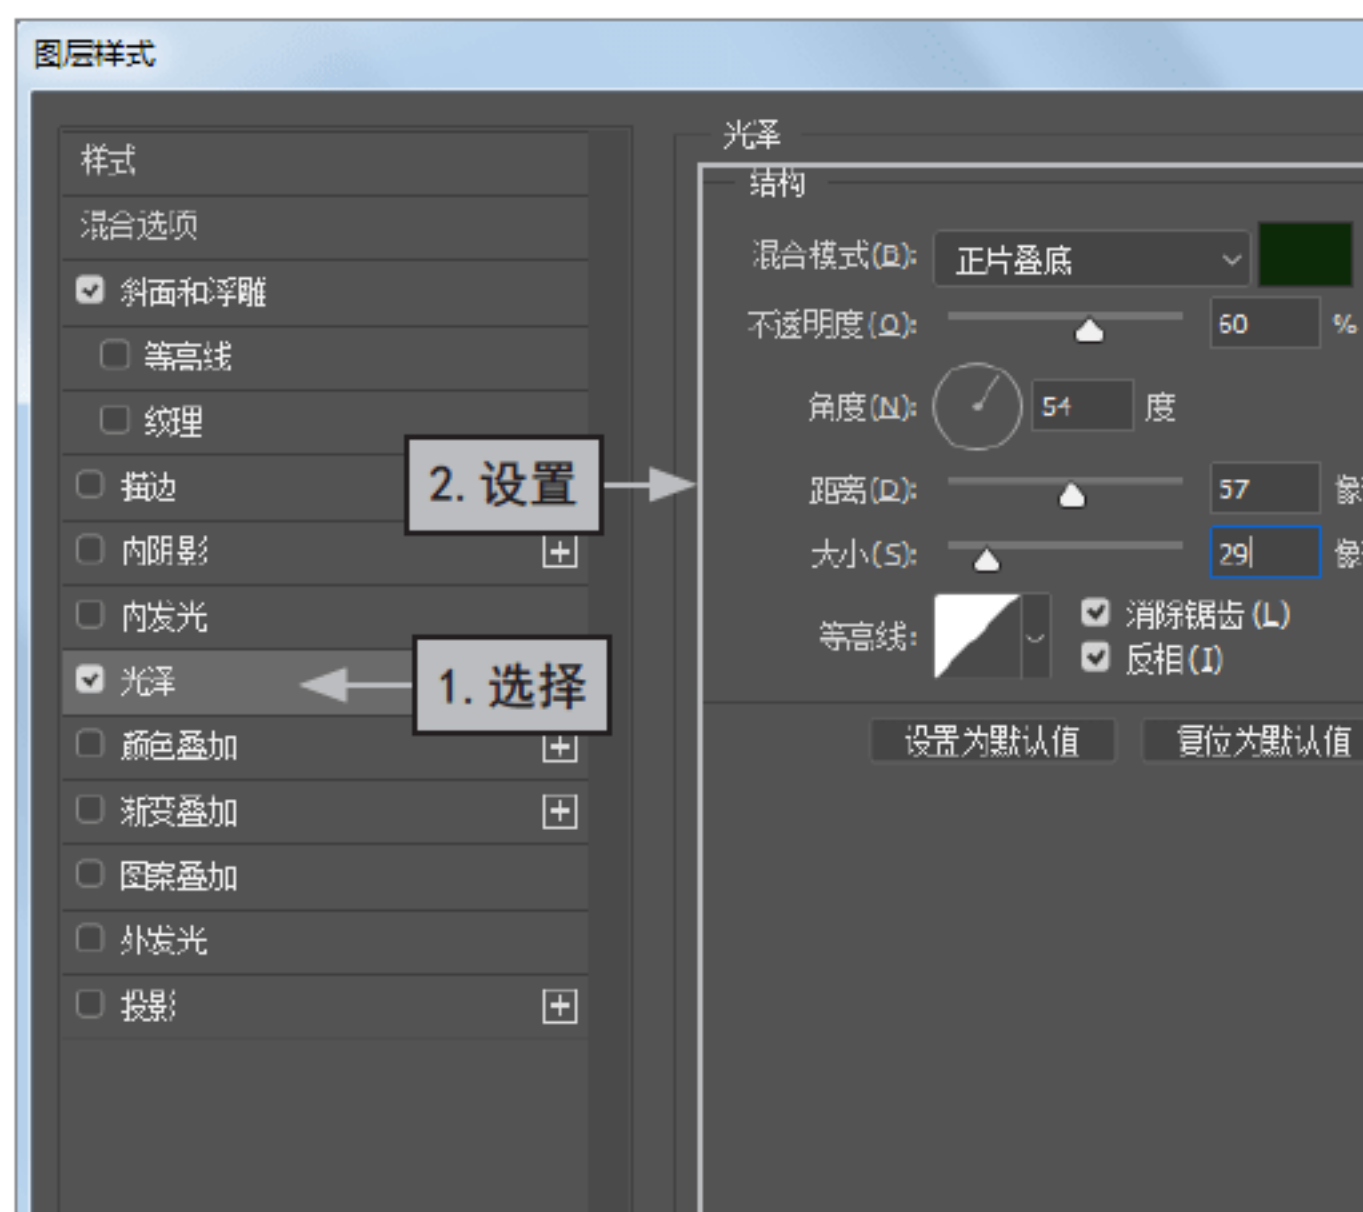 图层样式
样式
混合选项
斜面和浮雕
等高线
纹理
描边
内阴影
内发光
光泽
颜色叠加
渐变叠加
图案叠加
外发光
投影
2. 设置
1. 选择
光泽
结构
混合模式(B): 正片叠底
不透明度(O): 60 %
角度(N): 54 度
距离(D): 57 像
大小(S): 29 像
等高线: 消除锯齿(L)
反相(I)
设置为默认值 复位为默认值